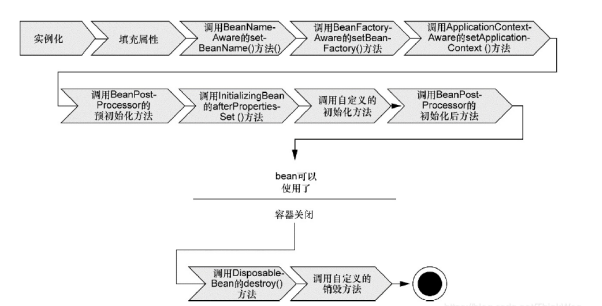 实例化
填充属性
调用BeanName-
Aware的set-
BeanName()方法()
调用BeanFactory-
Aware的setBean-
Factory()方法
调用ApplicationContext-
Aware的setApplication-
Context ()方法
调用BeanPost-
Processor的
预初始化方法
调用InitializingBean
的afterProperties-
Set ()方法
调用自定义的
初始化方法
调用BeanPost-
Processor的
初始化后方法
bean可以
使用了
容器关闭
调用Disposable-
Bean的destroy()
方法
调用自定义的
销毁方法